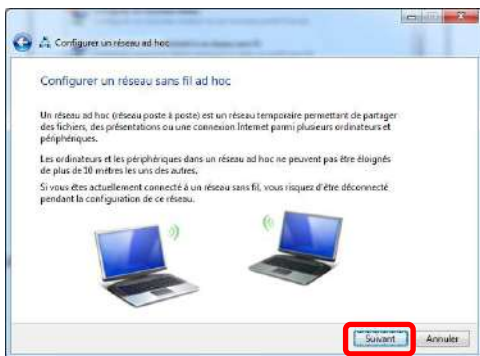 Configurer un réseau ad hoc
Configurer un réseau sans fil ad hoc
Un réseau ad hoc (réseau poste à poste) est un réseau temporaire permettant de partager
des fichiers, des présentations ou une connexion Internet parmi plusieurs ordinateurs et
périphériques.
Les ordinateurs et les périphériques dans un réseau ad hoc ne peuvent pas être éloignés
de plus de 10 mètres les uns des autres.
Si vous êtes actuellement connecté à un réseau sans fil, vous risquez d'être déconnecté
pendant la configuration de ce réseau.
Suivant Annuler